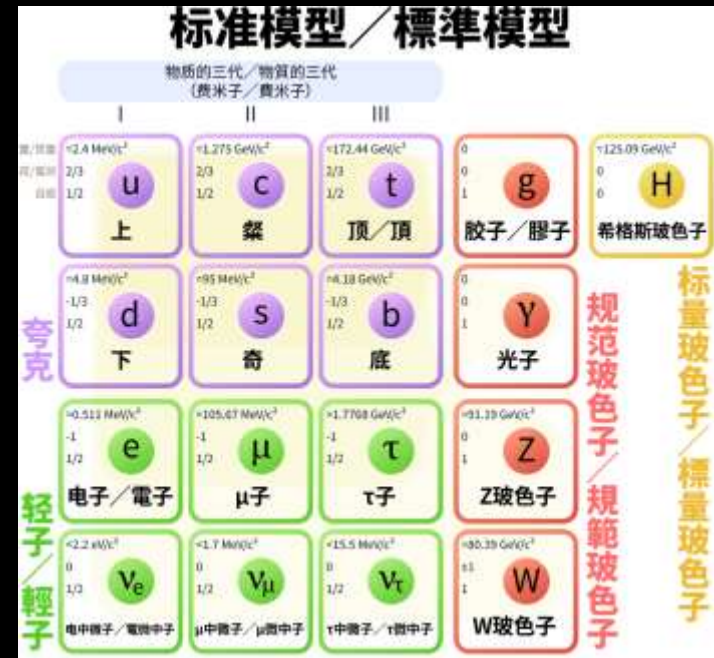 标准模型／標準模型
物质的三代／物質的三代
（费米子／費米子）
I II III
≈2.4 MeV/c²
2/3
1/2
u
上
≈1.275 GeV/c²
2/3
1/2
c
粲
≈172.44 GeV/c²
2/3
1/2
t
顶／頂
0
0
1
g
胶子／膠子
≈125.09 GeV/c²
0
0
H
希格斯玻色子
≈4.8 MeV/c²
-1/3
1/2
d
下
≈95 MeV/c²
-1/3
1/2
s
奇
≈4.18 GeV/c²
-1/3
1/2
b
底
0
0
1
γ
光子
≈0.511 MeV/c²
-1
1/2
e
电子／電子
≈105.67 MeV/c²
-1
1/2
μ
μ子
≈1.7768 GeV/c²
-1
1/2
τ
τ子
≈91.19 GeV/c²
0
1
Z
Z玻色子
<2.2 eV/c²
0
1/2
νe
电中微子／電微中子
<1.7 MeV/c²
0
1/2
νμ
μ中微子／μ微中子
<15.5 MeV/c²
0
1/2
ντ
τ中微子／τ微中子
≈80.39 GeV/c²
±1
1
W
W玻色子
夸克
轻子／輕子
规范玻色子／規範玻色子
标量玻色子／標量玻色子